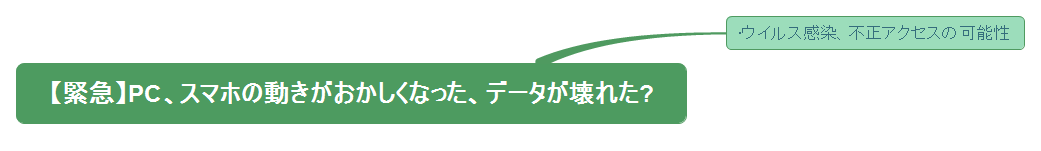 ・ウイルス感染、不正アクセスの可能性
【緊急】PC、スマホの動きがおかしくなった、データが壊れた?